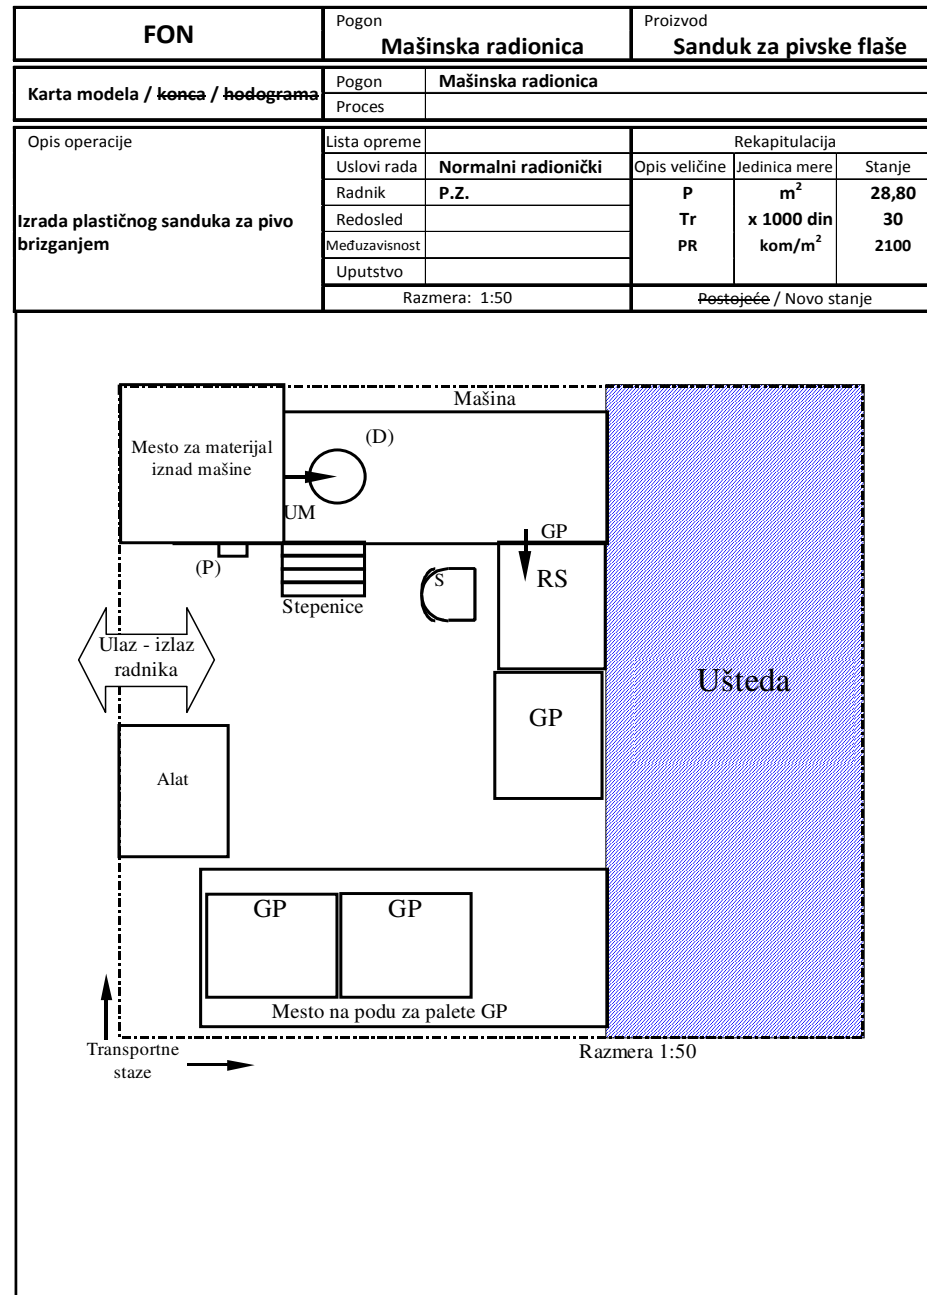 FON
Pogon
Mašinska radionica
Proizvod
Sanduk za pivske flaše
Karta modela / konca / hodograma
Pogon
Mašinska radionica
Proces
Opis operacije
Izrada plastičnog sanduka za pivo
brizganjem
Lista opreme
Uslovi rada
Normalni radionički
Radnik
P.Z.
Redosled
Međuzavisnost
Uputstvo
Razmera: 1:50
Rekapitulacija
Opis veličine
Jedinica mere
Stanje
P
m²
28,80
Tr
x 1000 din
30
PR
kom/m²
2100
Postojeće / Novo stanje
Mašina
Mesto za materijal
iznad mašine
(D)
UM
GP
(P)
RS
S
Stepenice
Ulaz - izlaz
radnika
Ušteda
GP
Alat
GP
GP
Mesto na podu za palete GP
Transportne
staze
Razmera 1:50